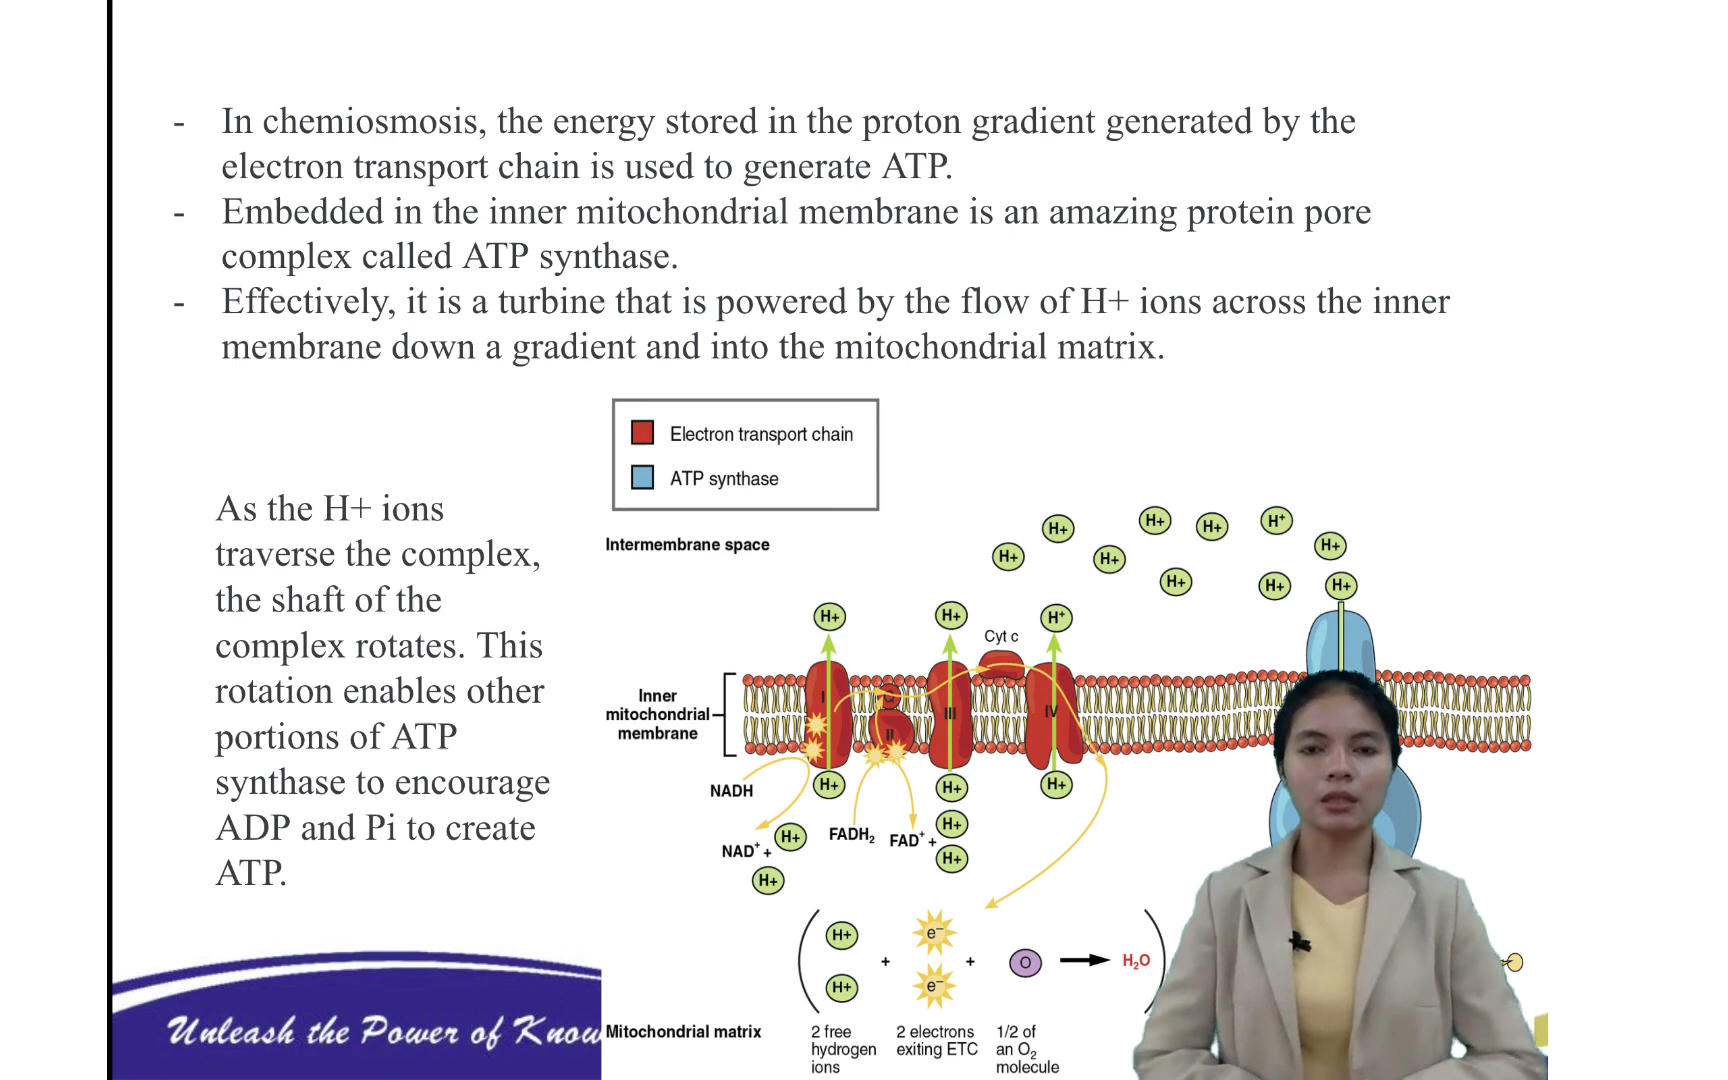 - In chemiosmosis, the energy stored in the proton gradient generated by the
electron transport chain is used to generate ATP.
- Embedded in the inner mitochondrial membrane is an amazing protein pore
complex called ATP synthase.
- Effectively, it is a turbine that is powered by the flow of H+ ions across the inner
membrane down a gradient and into the mitochondrial matrix.
As the H+ ions
traverse the complex,
the shaft of the
complex rotates. This
rotation enables other
portions of ATP
synthase to encourage
ADP and Pi to create
ATP.
Electron transport chain
ATP synthase
Intermembrane space
H+ H+ H+ H+ H+ H⁺ H+
H+ H+ H+
H+ H+ H⁺
Cyt c
Inner
mitochondrial
membrane
I Q II III IV
NADH
H+ H+ H+
NAD⁺ + H+
H+
FADH₂ FAD⁺ + H+
H+
H+ + e⁻ + O → H₂O
H+ e⁻
Mitochondrial matrix
2 free
hydrogen
ions
2 electrons
exiting ETC
1/2 of
an O₂
molecule
Unleash the Power of Know